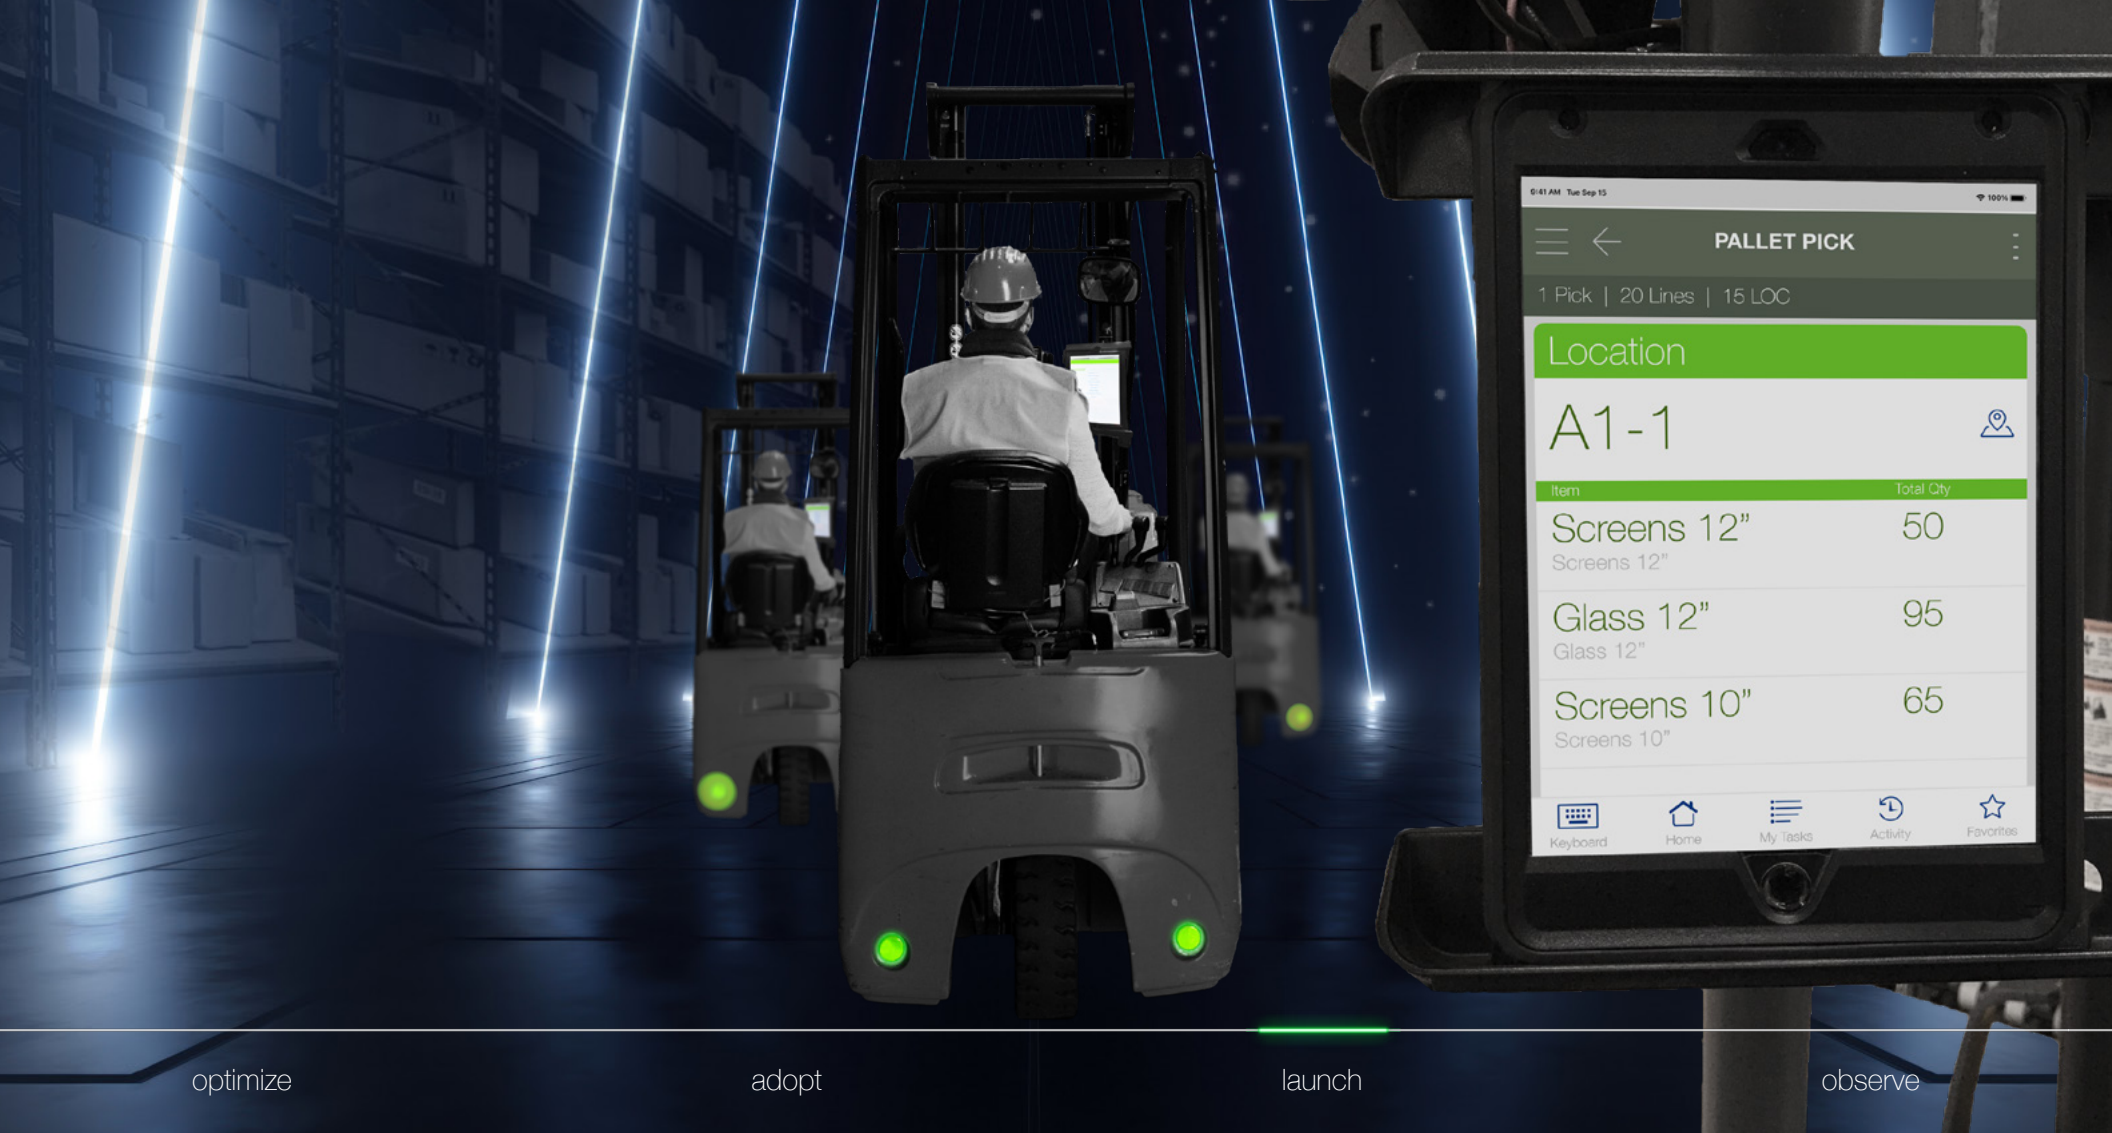 9:41 AM Tue Sep 15
100%
PALLET PICK
1 Pick | 20 Lines | 15 LOC
Location
A1-1
Item Total Qty
Screens 12” 50
Screens 12”
Glass 12” 95
Glass 12”
Screens 10” 65
Screens 10”
Keyboard Home My Tasks Activity Favorites
optimize adopt launch observe